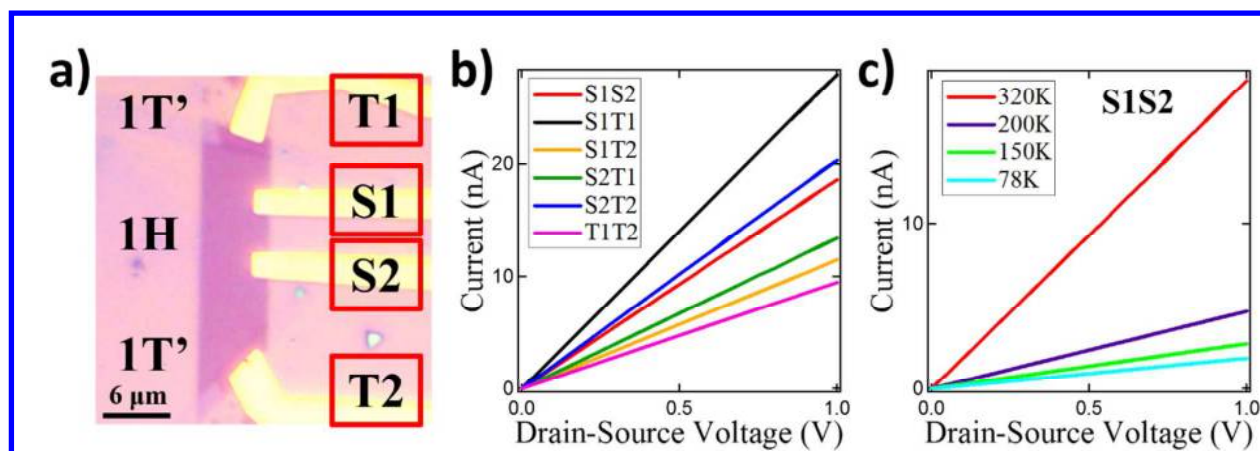 a)
1T’
T1
S1
1H
S2
1T’
T2
6 µm
b)
S1S2
S1T1
S1T2
S2T1
S2T2
T1T2
Current (nA)
20
10
0
0.0
0.5
1.0
Drain-Source Voltage (V)
c)
320K
200K
150K
78K
S1S2
Current (nA)
10
0
0.0
0.5
1.0
Drain-Source Voltage (V)